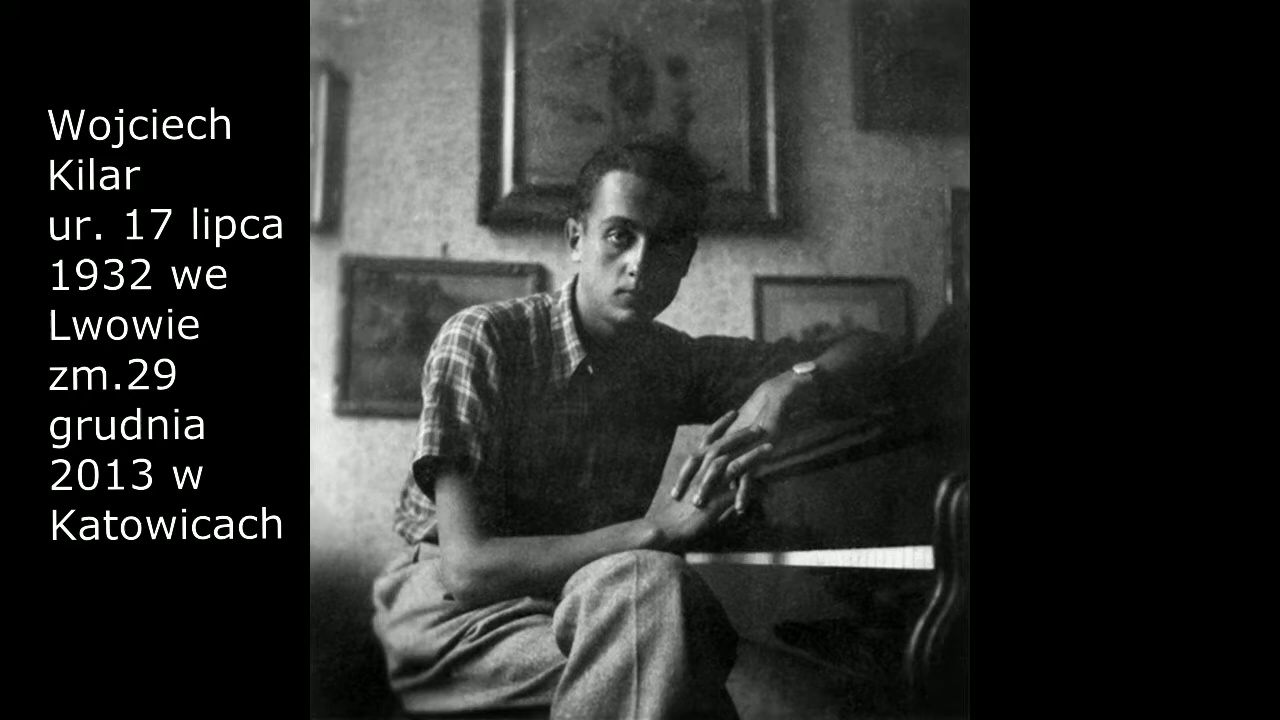 Wojciech
Kilar
ur. 17 lipca
1932 we
Lwowie
zm.29
grudnia
2013 w
Katowicach